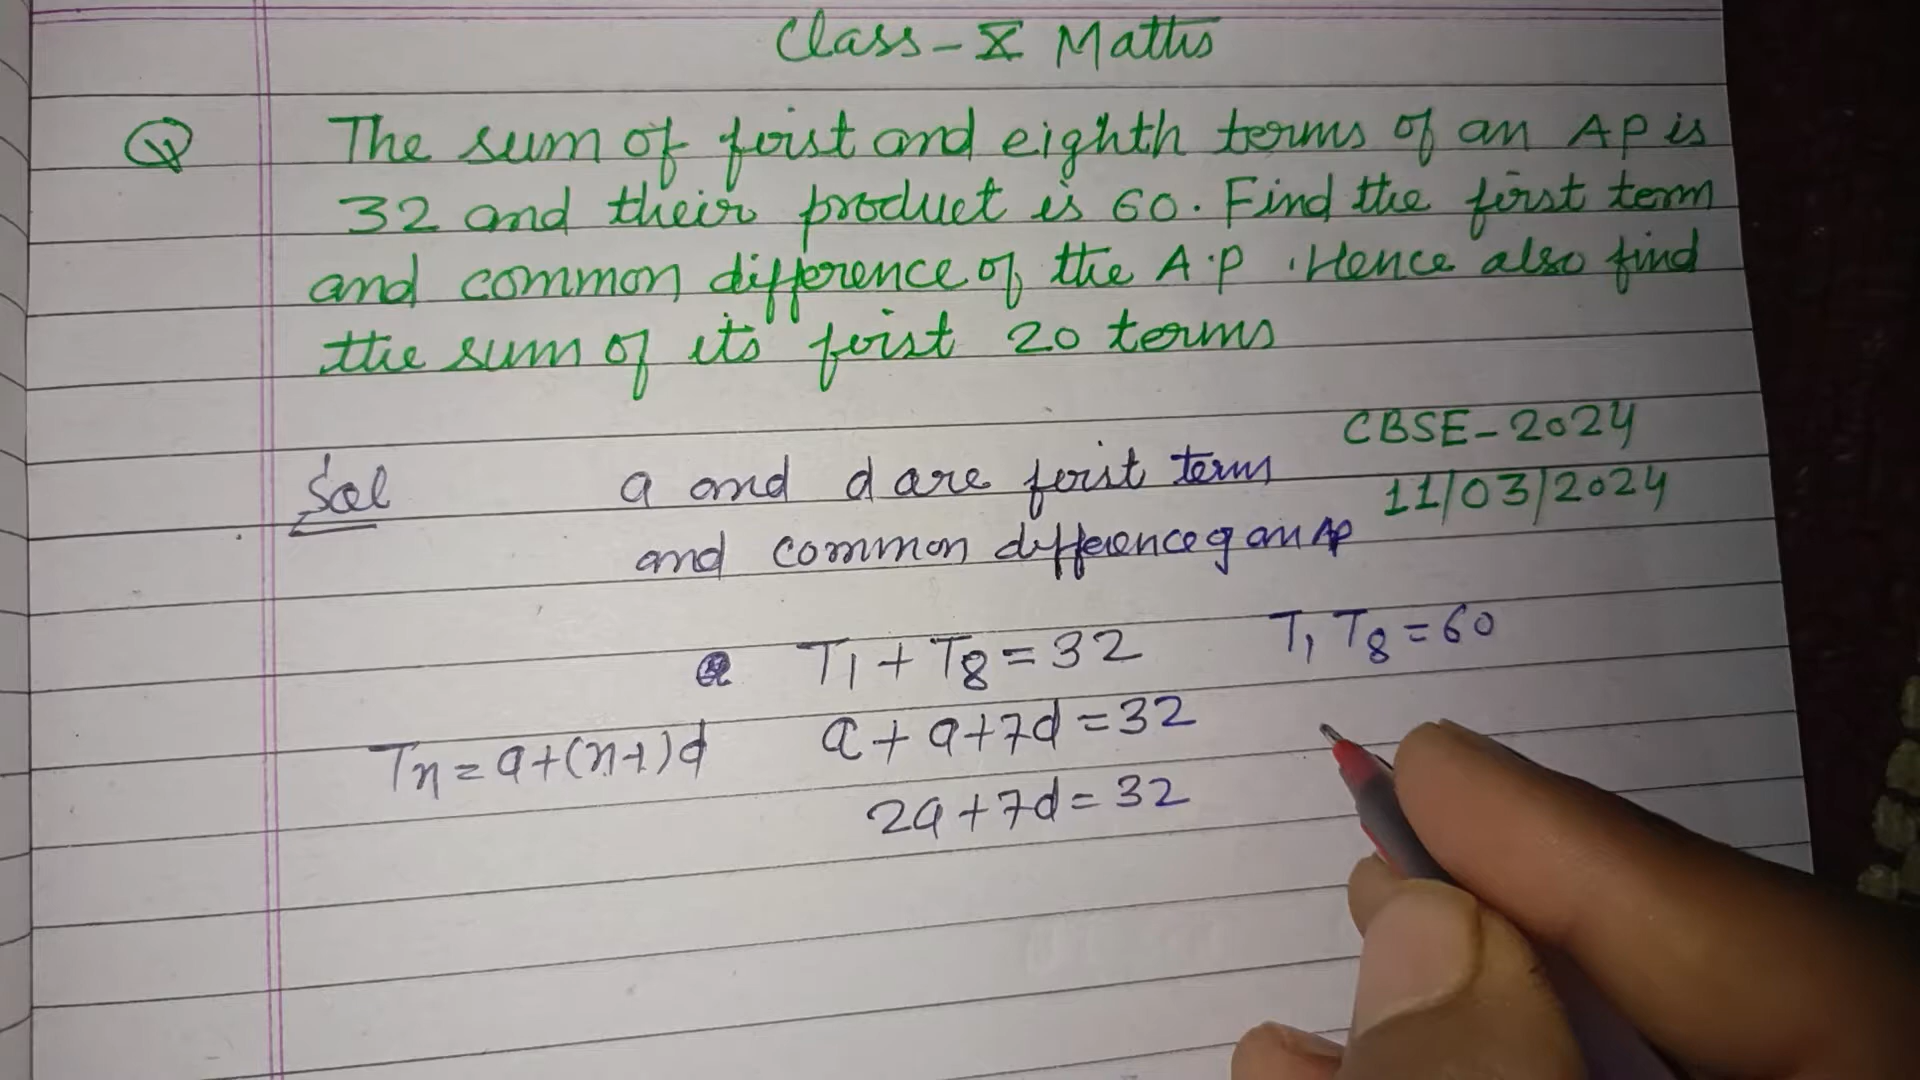 Class - X Maths
Q The sum of first and eighth terms of an AP is
32 and their product is 60. Find the first term
and common difference of the A.P. Hence also find
the sum of its first 20 terms
CBSE-2024
Sol a and d are first term
11/03/2024
and common difference of an AP
T1 + T8 = 32 T1 T8 = 60
Tn = a+(n-1)d a + a+7d = 32
2a + 7d = 32